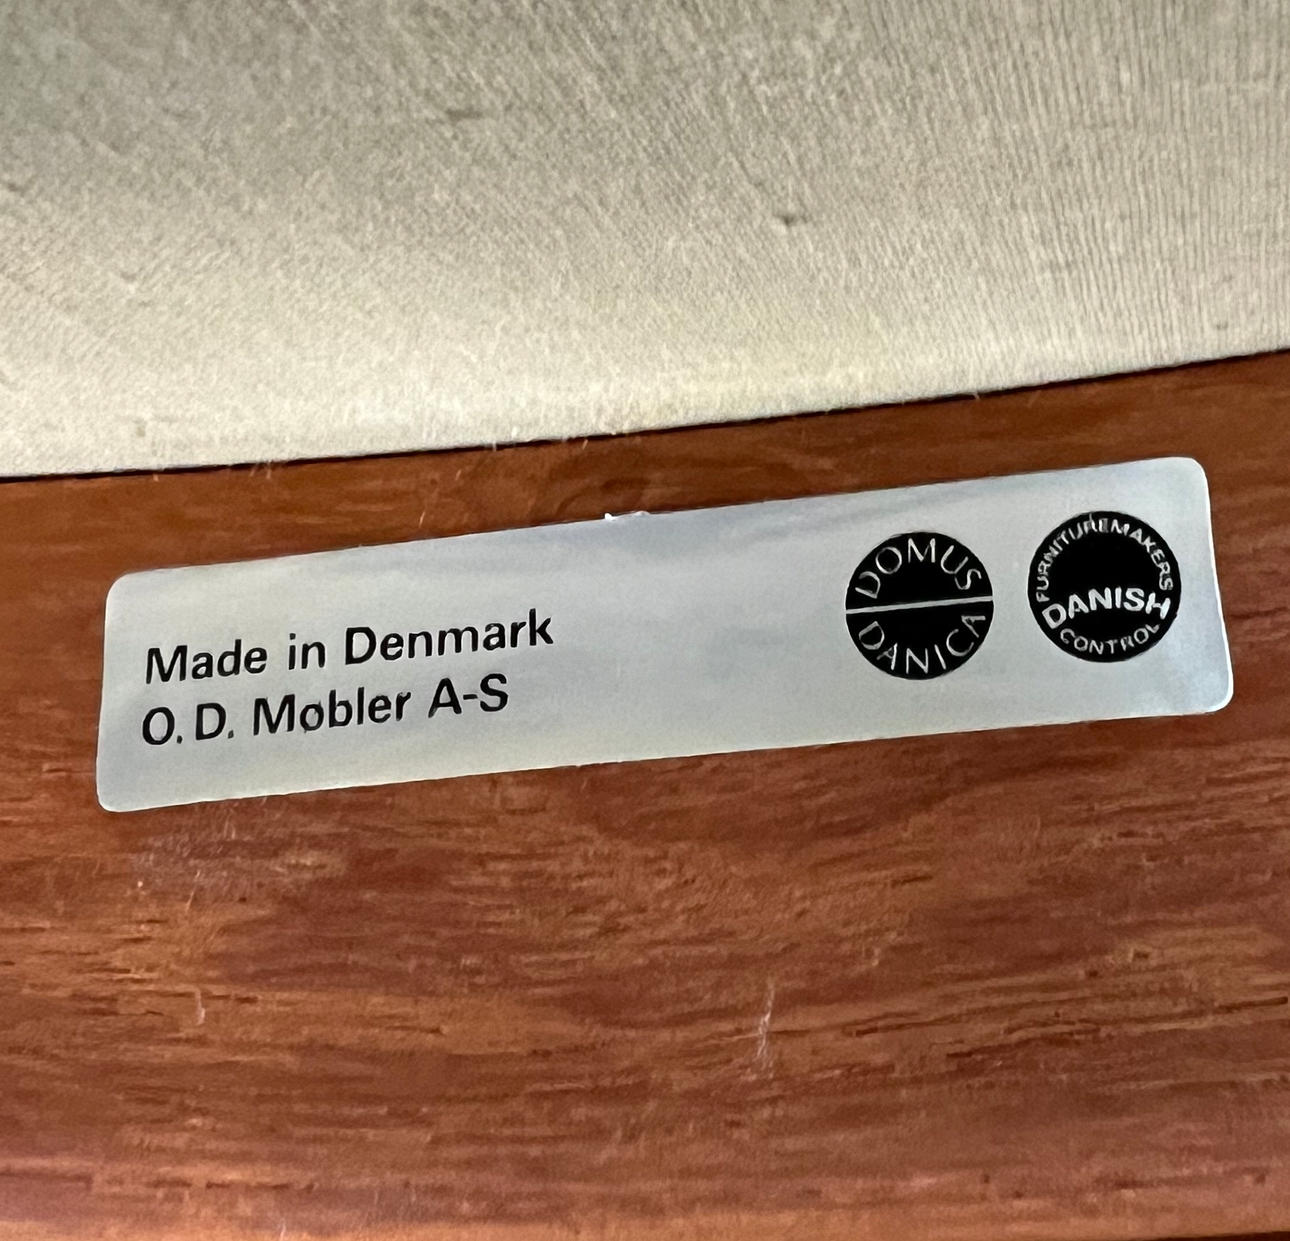 Made in Denmark
O.D. Møbler A-S
DOMUS
DANICA
FURNITUREMAKERS
DANISH
CONTROL